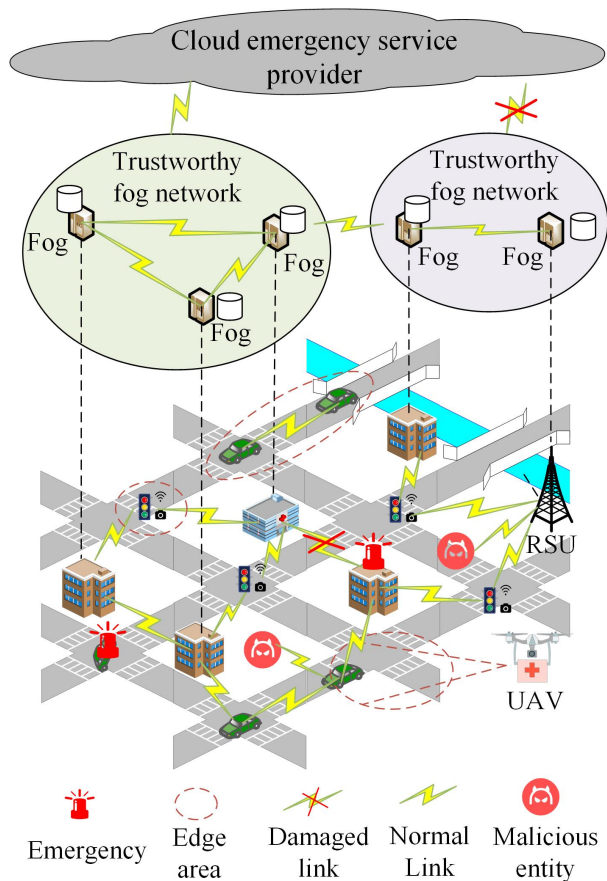 Cloud emergency service
provider
Trustworthy
fog network
Trustworthy
fog network
Fog
Fog
Fog
Fog
Fog
RSU
UAV
Emergency
Edge
area
Damaged
link
Normal
Link
Malicious
entity